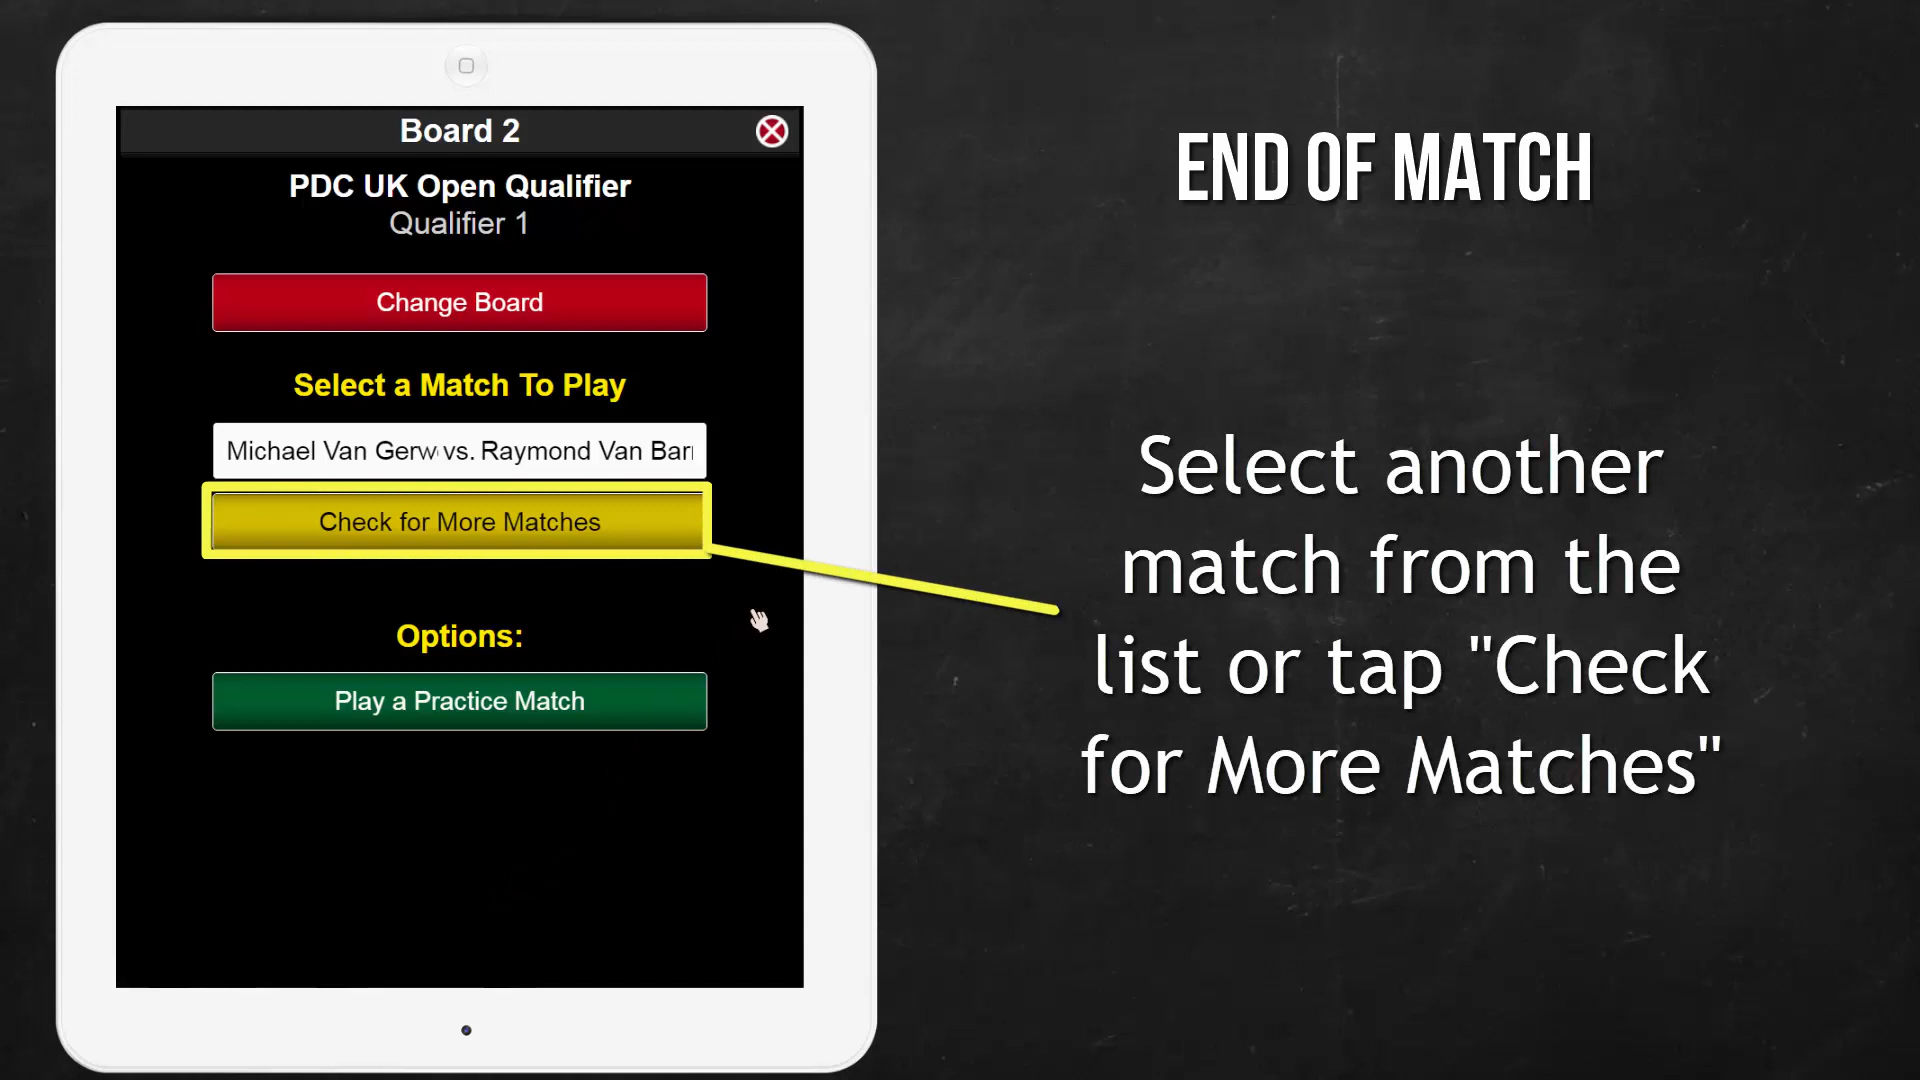 Board 2
PDC UK Open Qualifier
Qualifier 1
Change Board
Select a Match To Play
Michael Van Gerw vs. Raymond Van Bar
Check for More Matches
Options:
Play a Practice Match
END OF MATCH
Select another
match from the
list or tap "Check
for More Matches"